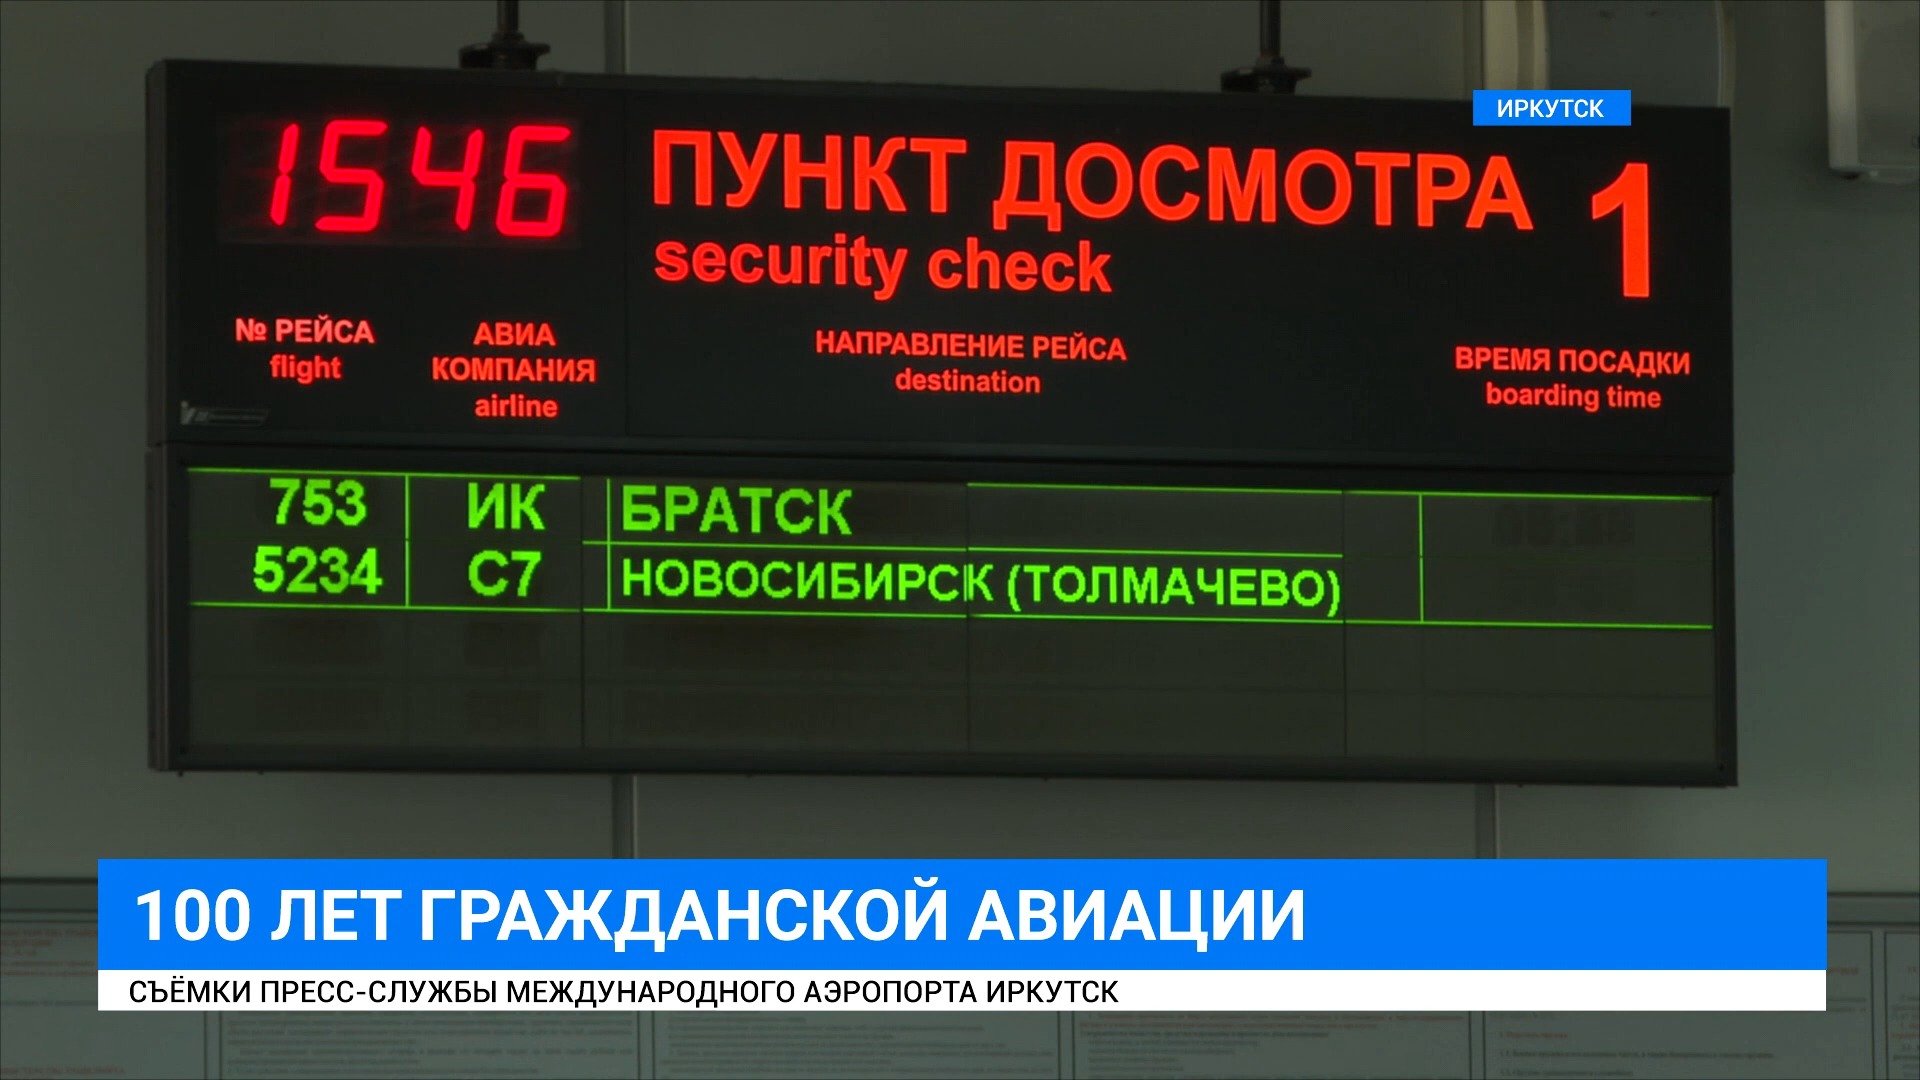 ИРКУТСК
1546
ПУНКТ ДОСМОТРА 1
security check
№ РЕЙСА
flight
АВИА
КОМПАНИЯ
airline
НАПРАВЛЕНИЕ РЕЙСА
destination
ВРЕМЯ ПОСАДКИ
boarding time
753 ИК БРАТСК
5234 С7 НОВОСИБИРСК (ТОЛМАЧЕВО)
100 ЛЕТ ГРАЖДАНСКОЙ АВИАЦИИ
СЪЁМКИ ПРЕСС-СЛУЖБЫ МЕЖДУНАРОДНОГО АЭРОПОРТА ИРКУТСК